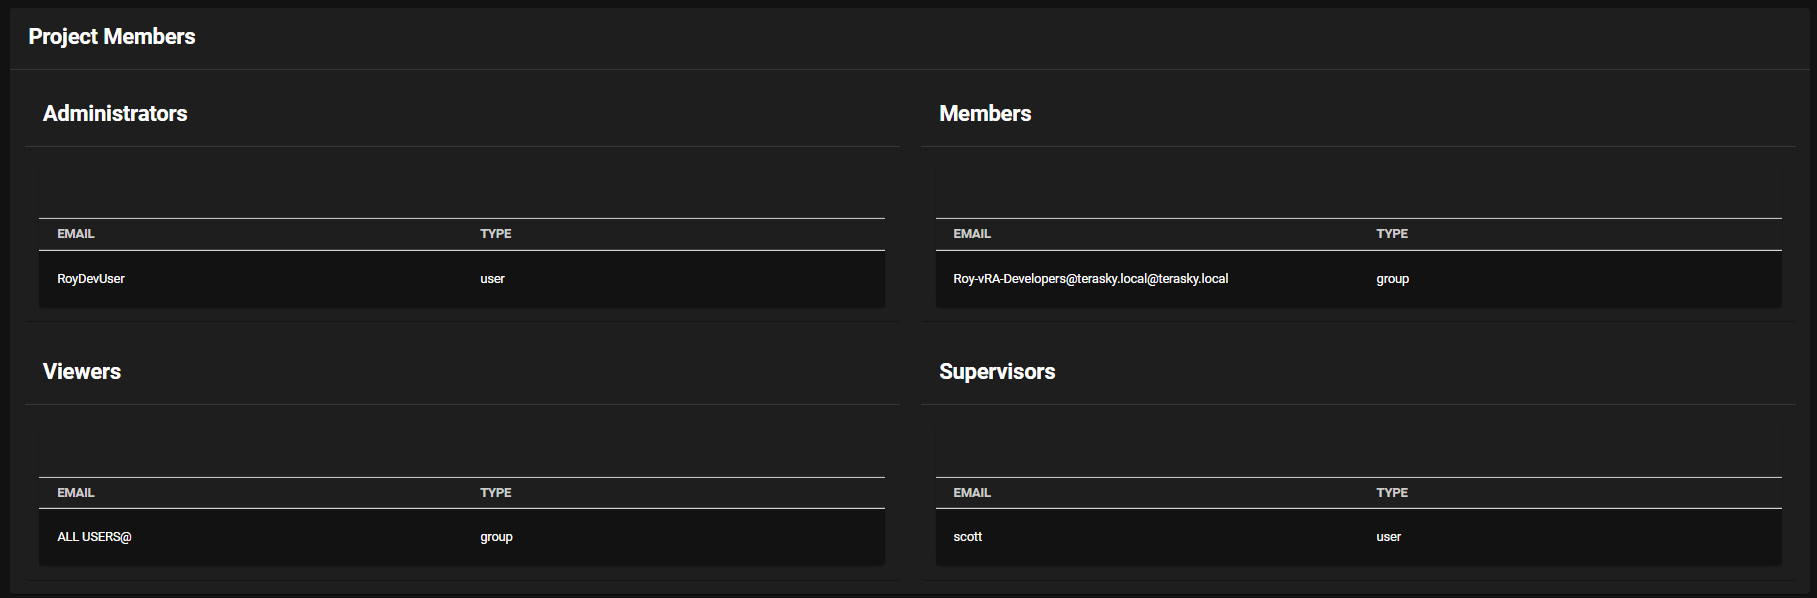 Project Members
Administrators
EMAIL TYPE
RoyDevUser user
Members
EMAIL TYPE
Roy-vRA-Developers@terasky.local@terasky.local group
Viewers
EMAIL TYPE
ALL USERS@ group
Supervisors
EMAIL TYPE
scott user